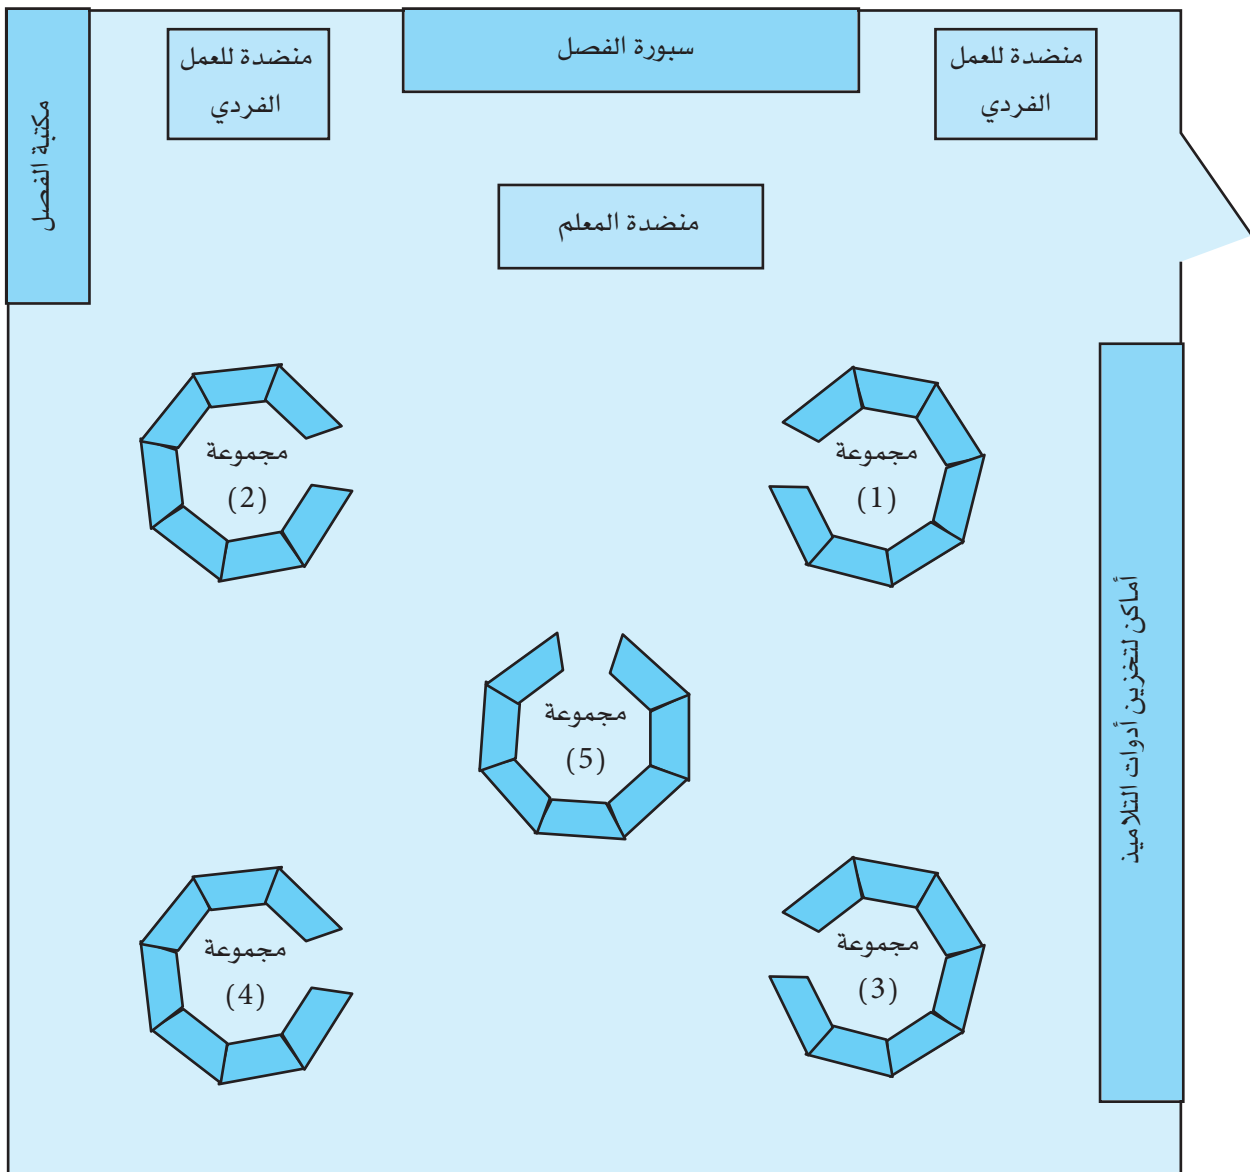 منضدة للعمل
الفردي
سبورة الفصل
منضدة للعمل
الفردي
مكتبة الفصل
منضدة المعلم
مجموعة
(1)
مجموعة
(2)
أماكن لتخزين أدوات التلاميذ
مجموعة
(5)
مجموعة
(3)
مجموعة
(4)